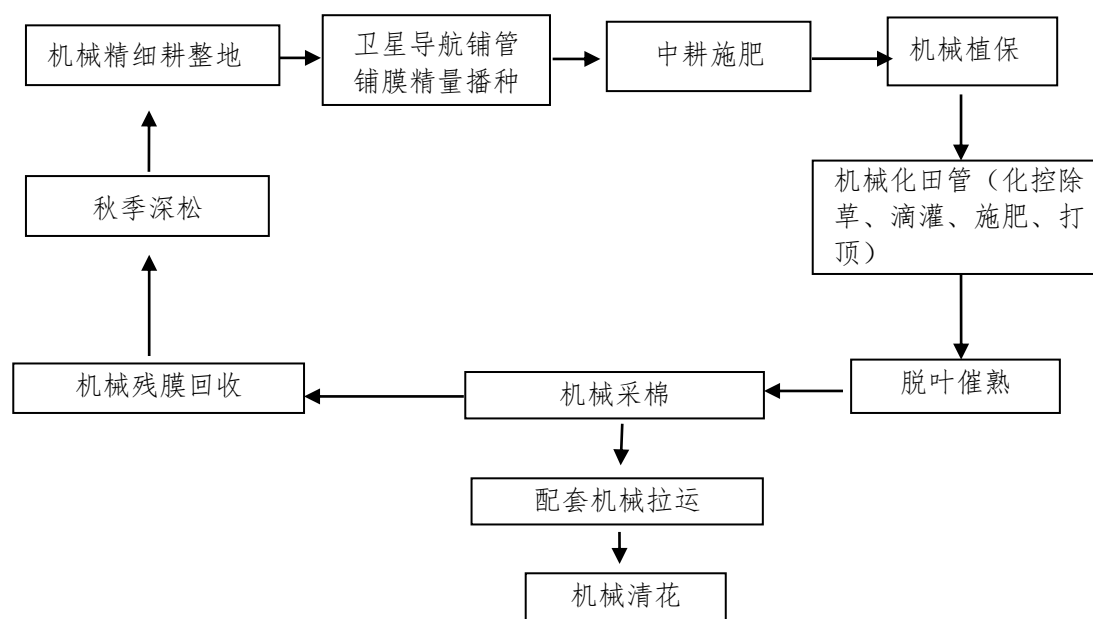 机械精细耕整地
卫星导航铺管
铺膜精量播种
中耕施肥
机械植保
机械化田管（化控除
草、滴灌、施肥、打
顶）
秋季深松
机械残膜回收
机械采棉
脱叶催熟
配套机械拉运
机械清花